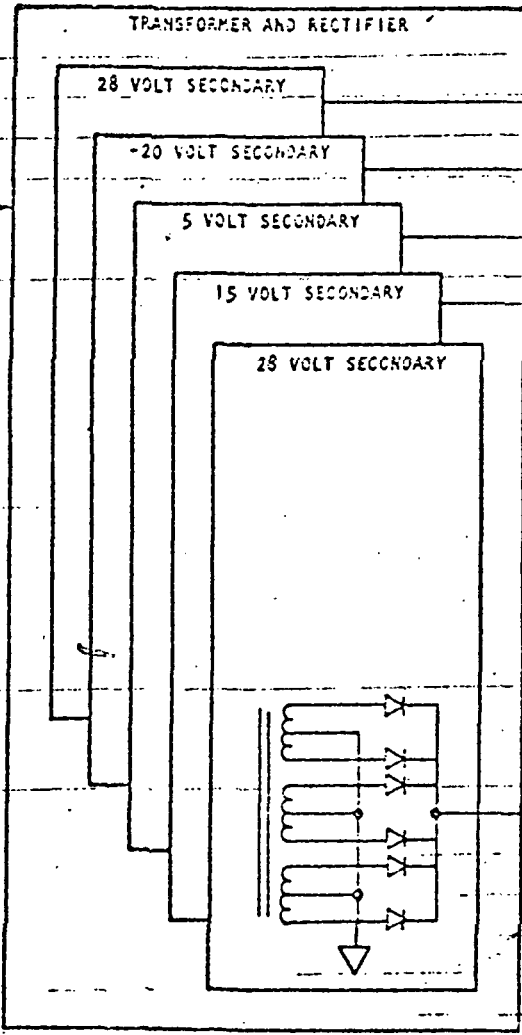 TRANSFORMER AND RECTIFIER
28 VOLT SECONDARY
-20 VOLT SECONDARY
5 VOLT SECONDARY
15 VOLT SECONDARY
28 VOLT SECONDARY